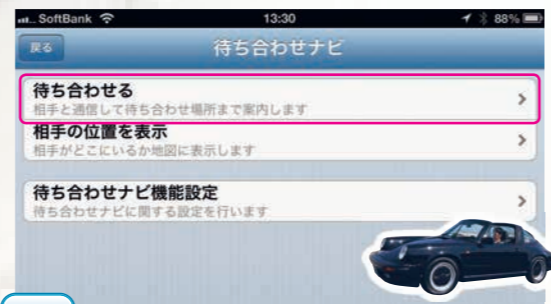 SoftBank 13:30 88%
戻る 待ち合わせナビ
待ち合わせる
相手と通信して待ち合わせ場所まで案内します
相手の位置を表示
相手がどこにいるか地図に表示します
待ち合わせナビ機能設定
待ち合わせナビに関する設定を行います